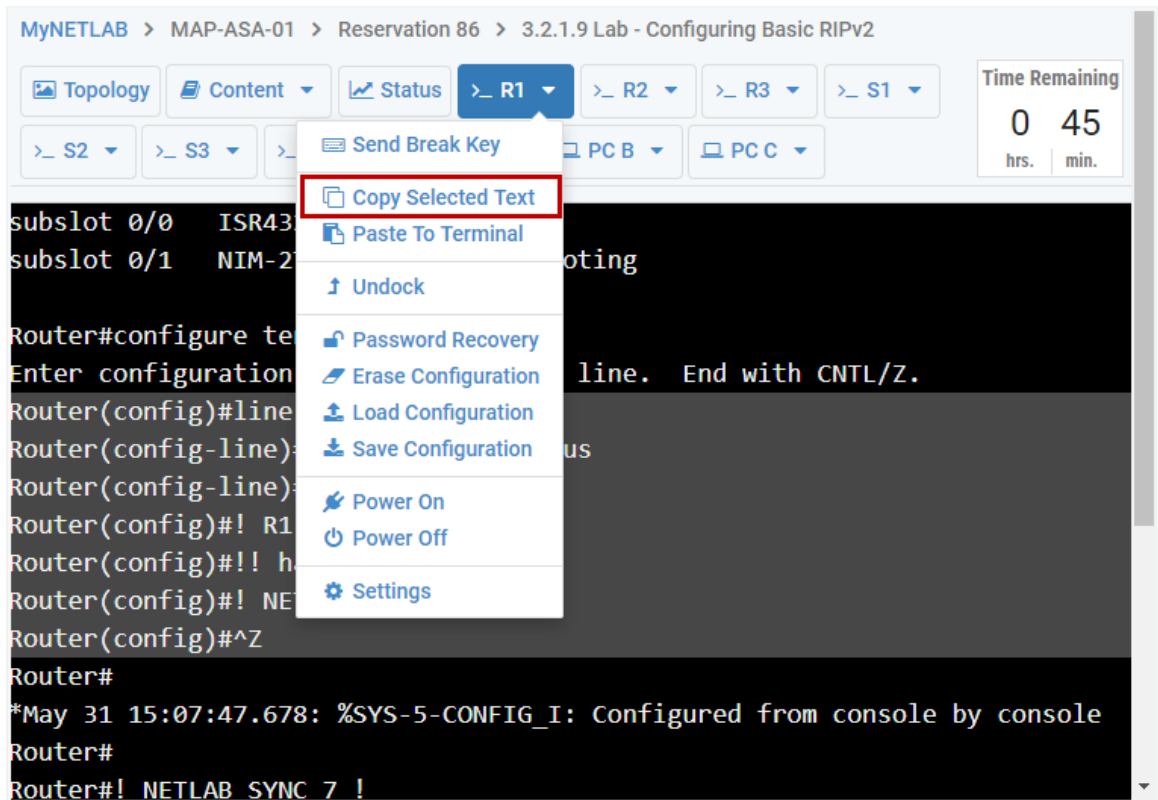 MyNETLAB > MAP-ASA-01 > Reservation 86 > 3.2.1.9 Lab - Configuring Basic RIPv2
Topology Content Status >_ R1 >_ R2 >_ R3 >_ S1
Time Remaining
0 45
hrs. min.
>_ S2 >_ S3 >_ PC B PC C
Send Break Key
Copy Selected Text
Paste To Terminal
Undock
Password Recovery
Erase Configuration
Load Configuration
Save Configuration
Power On
Power Off
Settings
subslot 0/0 ISR43
subslot 0/1 NIM-2 oting
Router#configure te
Enter configuration line. End with CNTL/Z.
Router(config)#line
Router(config-line) us
Router(config-line)
Router(config)#! R1
Router(config)#!! h
Router(config)#! NE
Router(config)#^Z
Router#
*May 31 15:07:47.678: %SYS-5-CONFIG_I: Configured from console by console
Router#
Router#! NETLAB SYNC 7 !